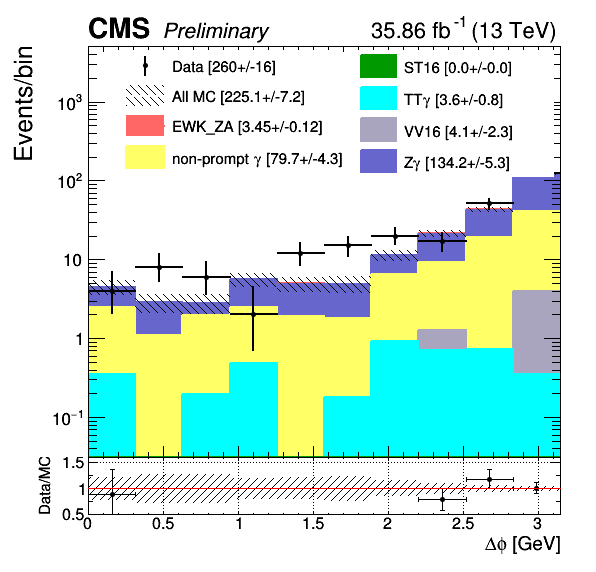 CMS Preliminary 35.86 fb⁻¹ (13 TeV)
Events/bin
Data [260+/-16]
All MC [225.1+/-7.2]
EWK_ZA [3.45+/-0.12]
non-prompt γ [79.7+/-4.3]
ST16 [0.0+/-0.0]
TTγ [3.6+/-0.8]
VV16 [4.1+/-2.3]
Zγ [134.2+/-5.3]
10³
10²
10
1
10⁻¹
Data/MC
1.5
1
0.5
0 0.5 1 1.5 2 2.5 3
Δϕ [GeV]